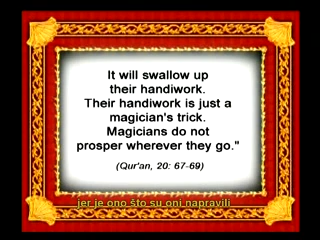 It will swallow up
their handiwork.
Their handiwork is just a
magician's trick.
Magicians do not
prosper wherever they go."
(Qur'an, 20: 67-69)
jer je ono što su oni napravili